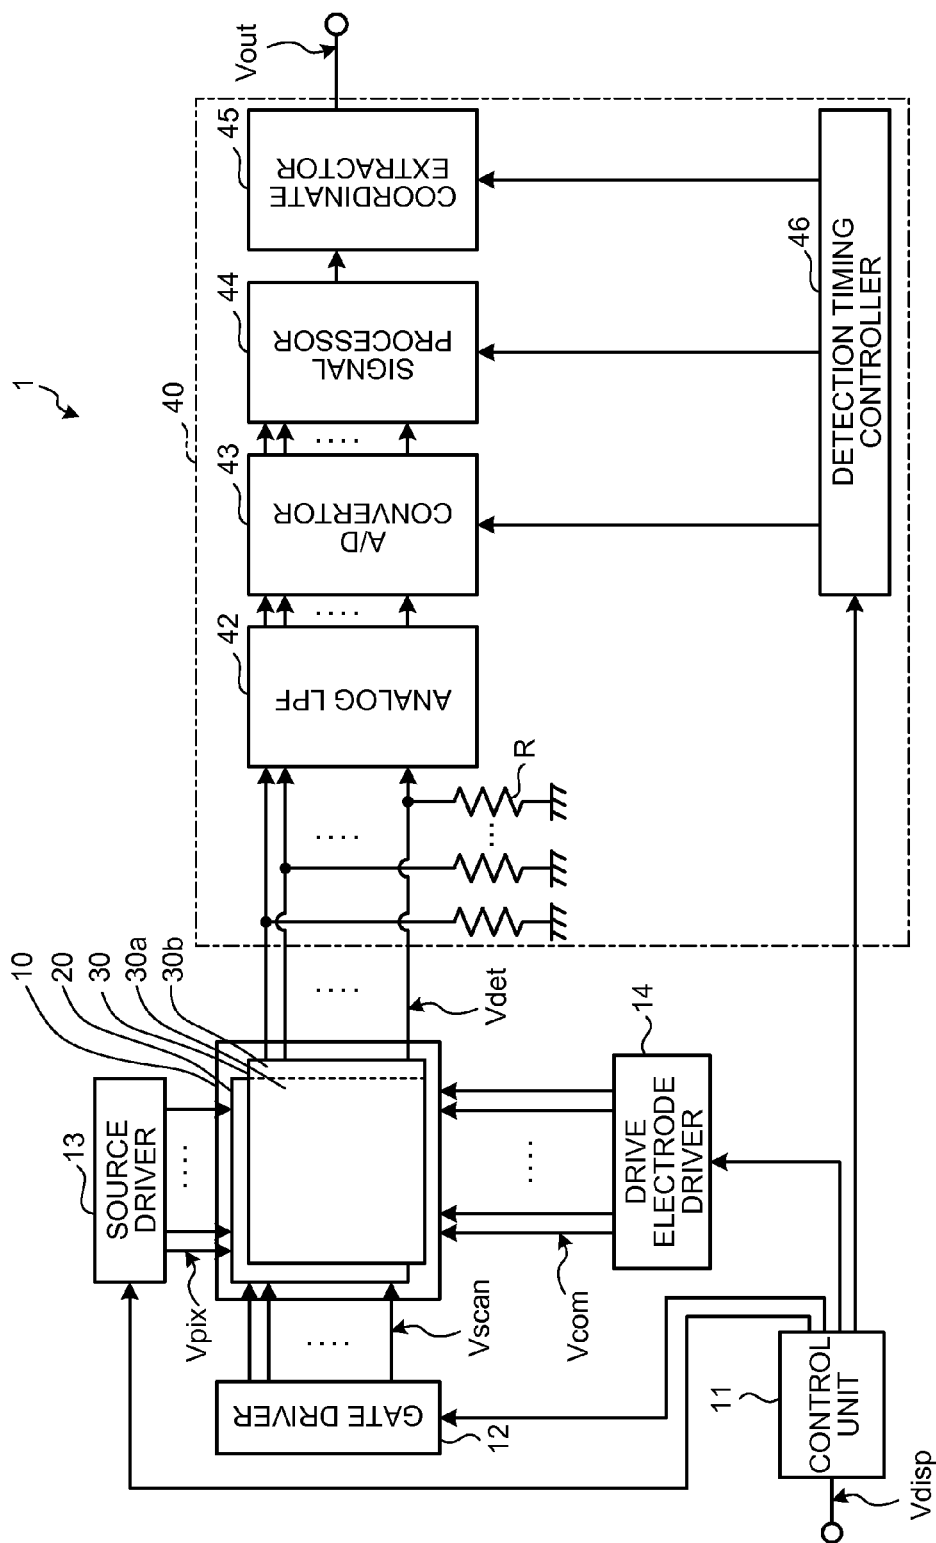 1
10
20
30
30a
30b
13
SOURCE
DRIVER
Vpix
GATE DRIVER
12
Vscan
Vcom
14
DRIVE
ELECTRODE
DRIVER
11
CONTROL
UNIT
Vdisp
Vdet
R
40
42
ANALOG LPF
43
A/D
CONVERTOR
44
SIGNAL
PROCESSOR
45
COORDINATE
EXTRACTOR
Vout
46
DETECTION TIMING
CONTROLLER